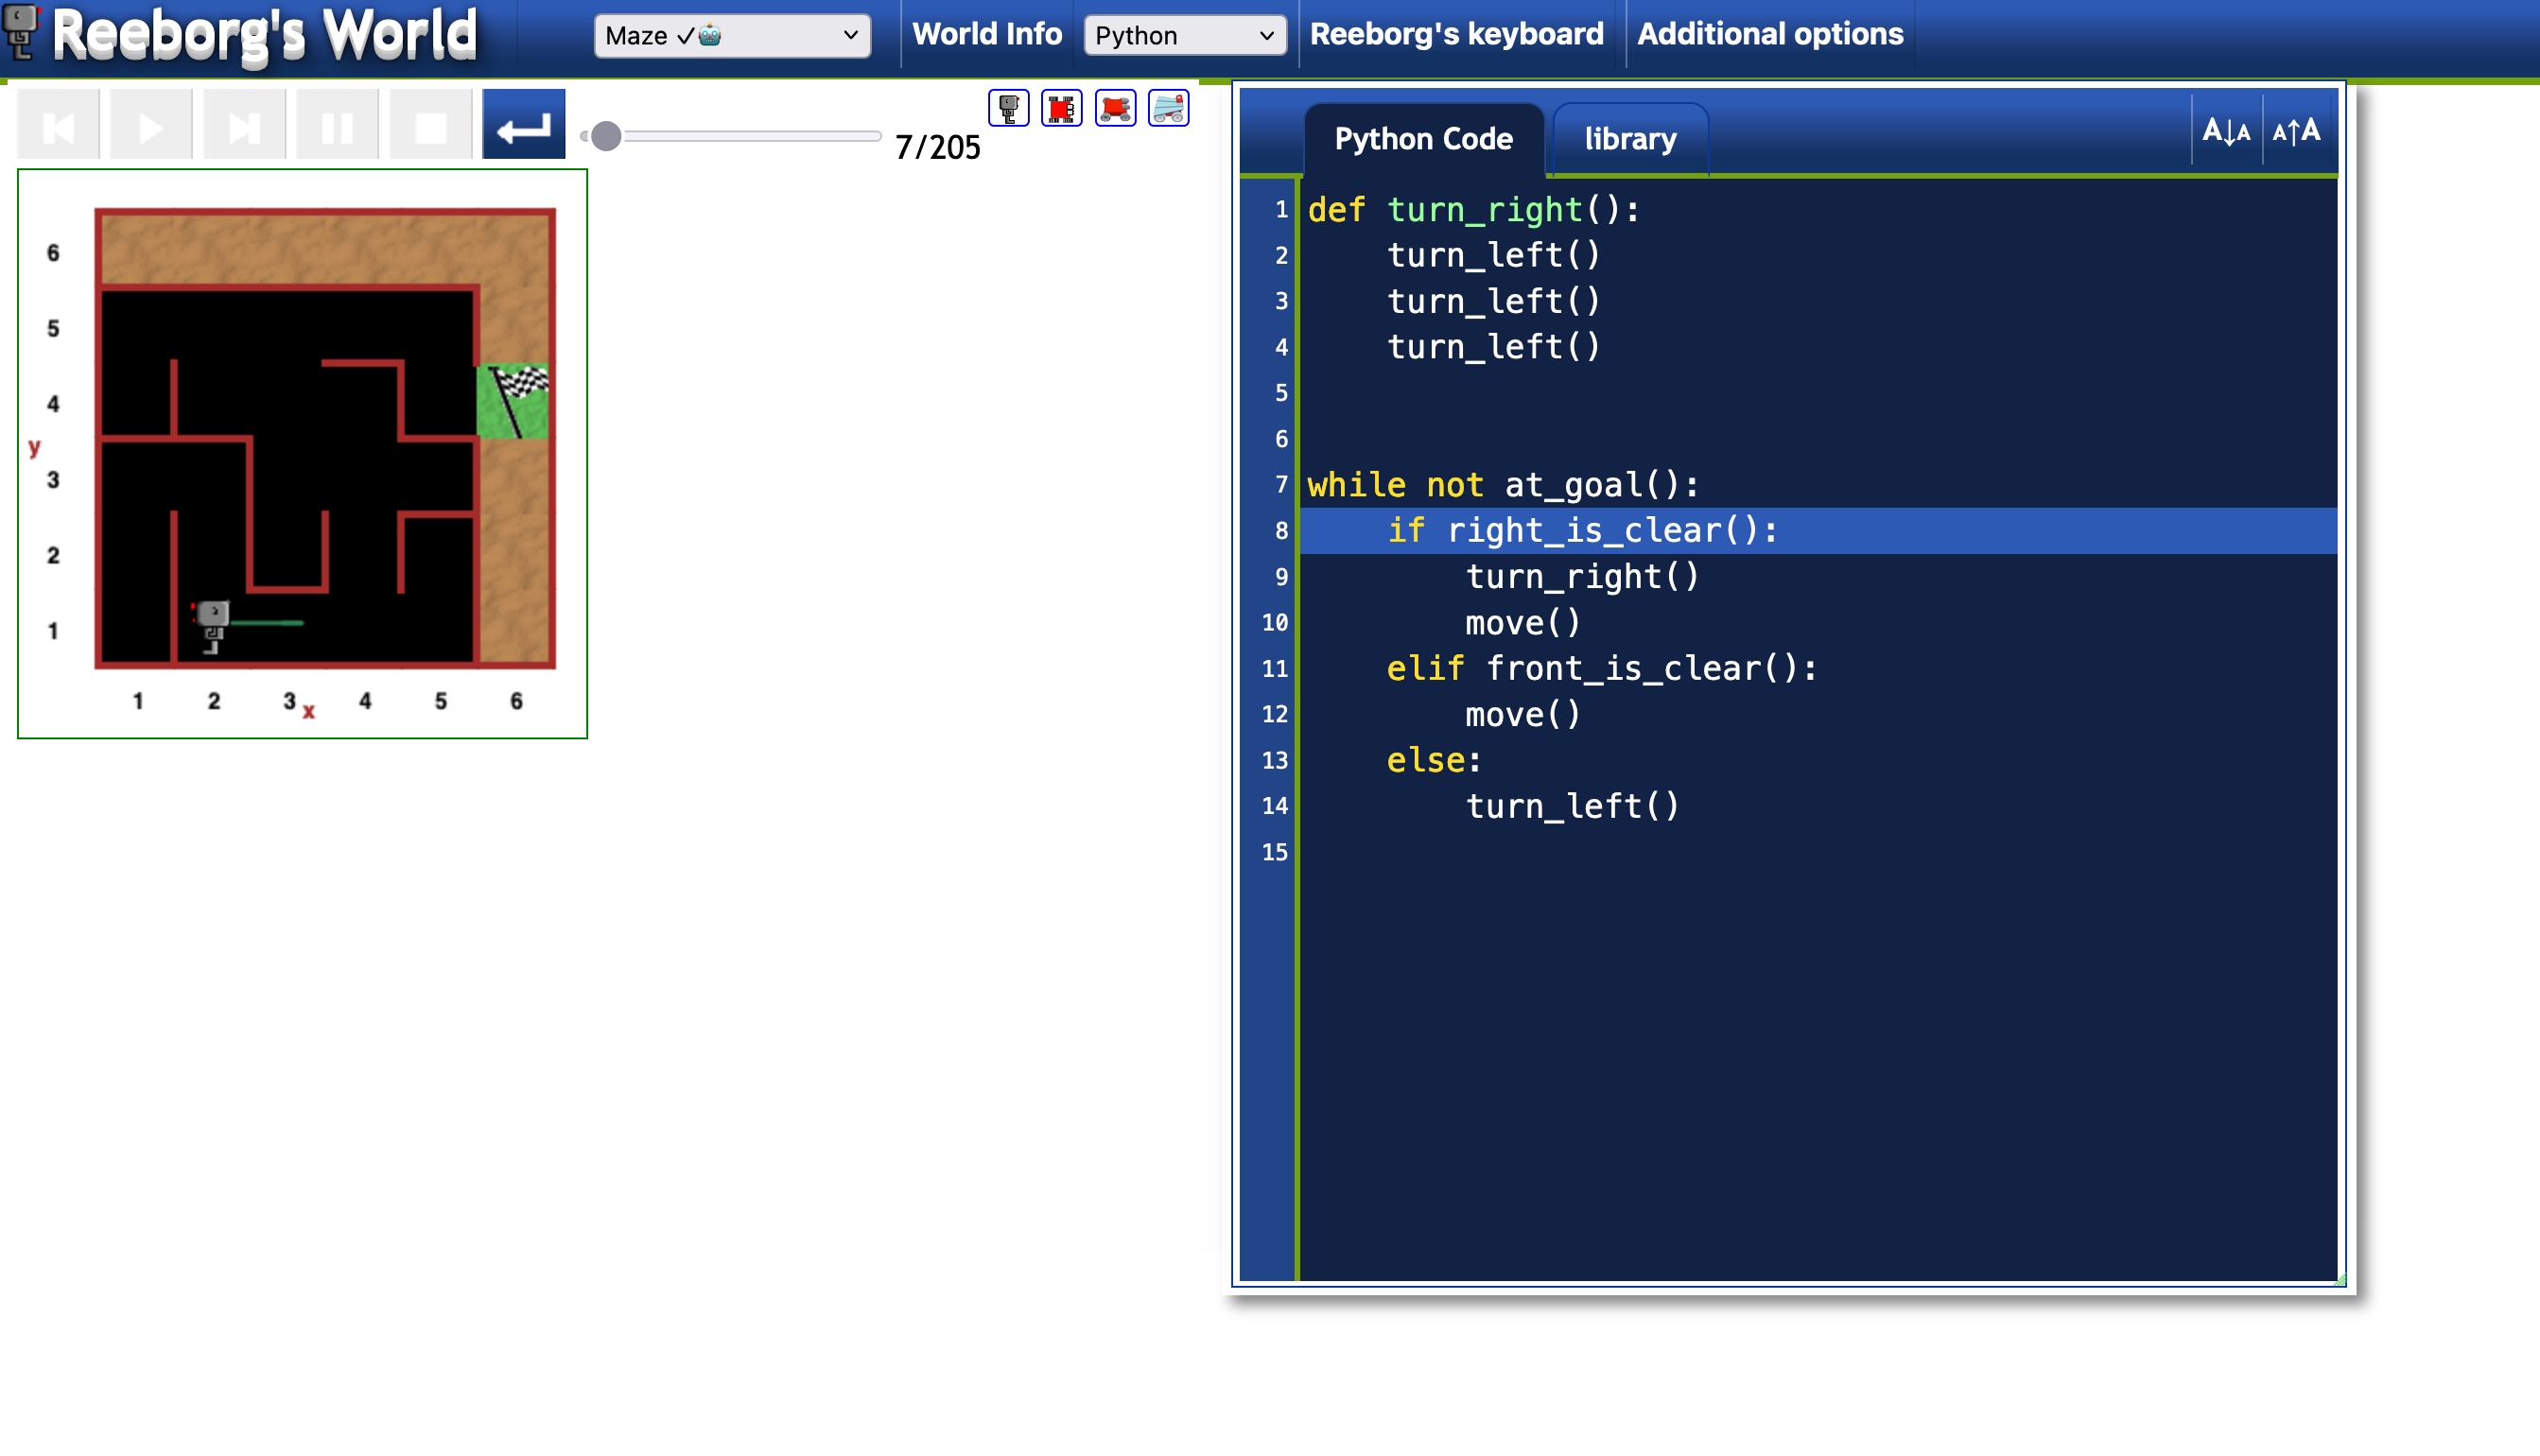 Reeborg's World
Maze ✓🤖
World Info
Python
Reeborg's keyboard
Additional options
7/205
Python Code
library
A↓A
A↑A
6
5
4
y
3
2
1
1 2 3 x 4 5 6
1 def turn_right():
2     turn_left()
3     turn_left()
4     turn_left()
5
6
7 while not at_goal():
8     if right_is_clear():
9         turn_right()
10         move()
11     elif front_is_clear():
12         move()
13     else:
14         turn_left()
15